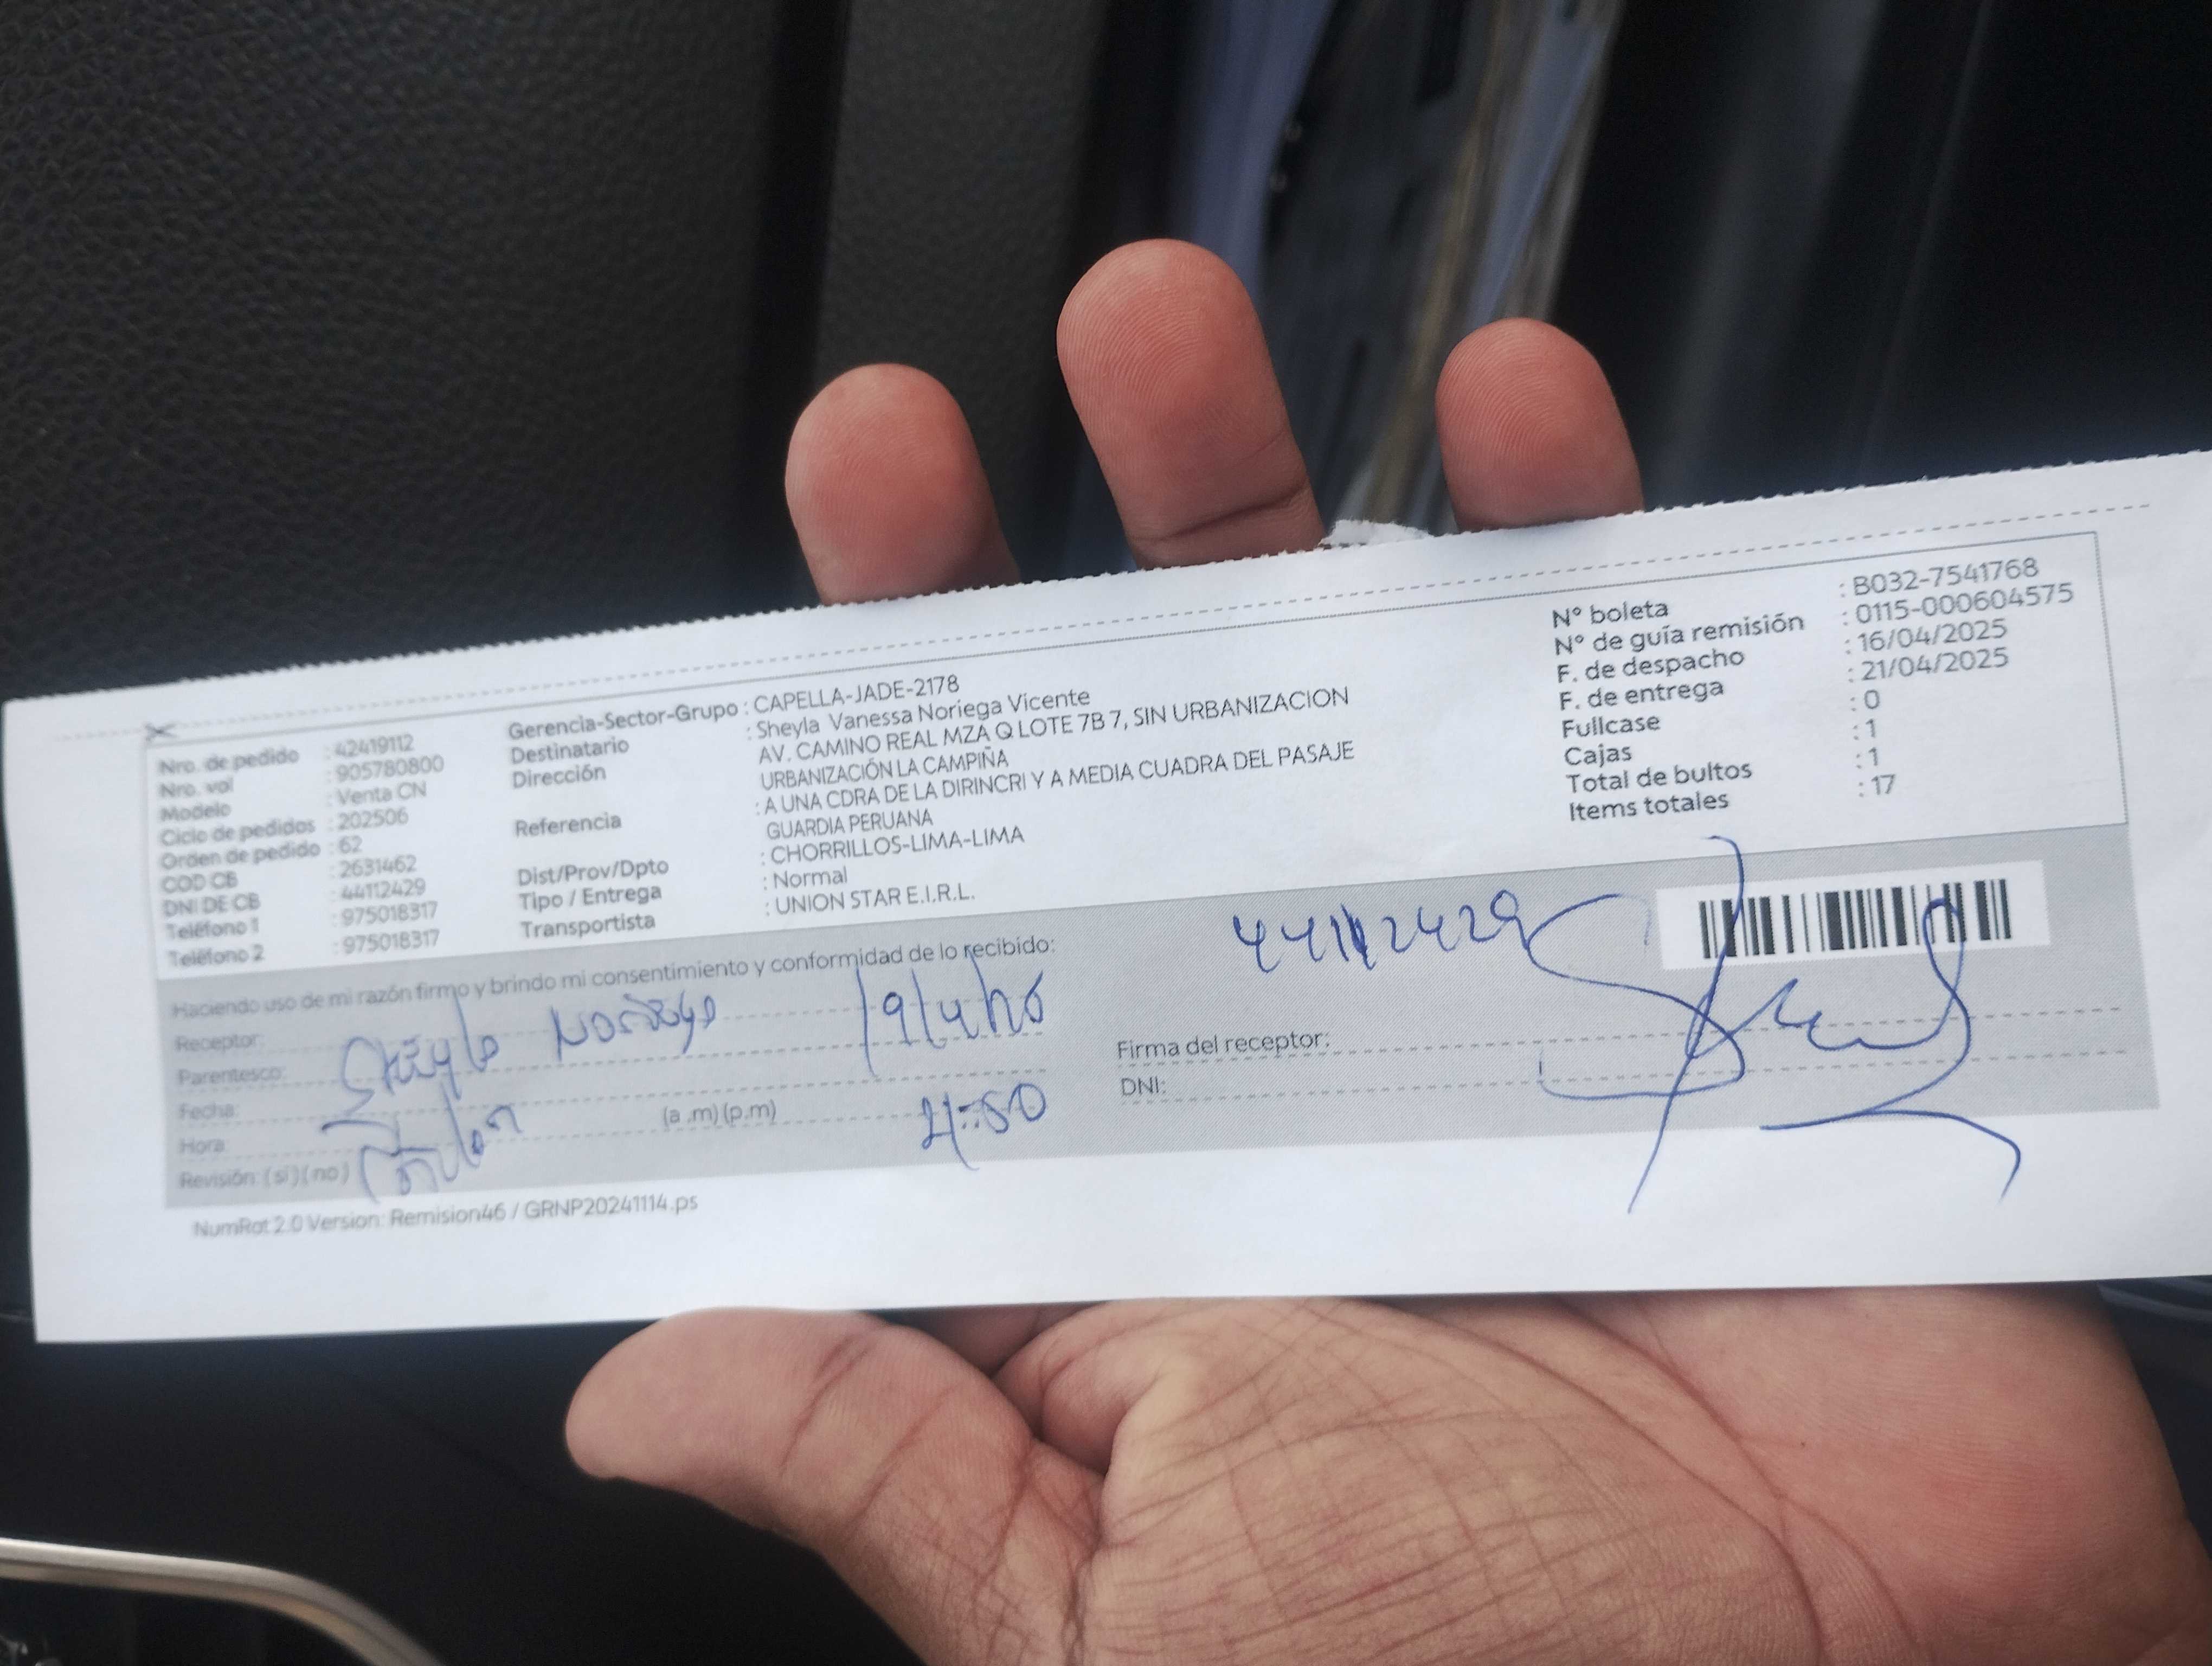 Nro. de pedido : 42419112
Nro. vol : 905780800
Modelo : Venta CN
Ciclo de pedidos : 202506
Orden de pedido : 62
COD CB : 2631462
DNI DE CB : 44112429
Teléfono 1 : 975018317
Teléfono 2 : 975018317
Gerencia-Sector-Grupo : CAPELLA-JADE-2178
Destinatario : Sheyla Vanessa Noriega Vicente
Dirección AV. CAMINO REAL MZA Q LOTE 7B 7, SIN URBANIZACION
URBANIZACIÓN LA CAMPIÑA
Referencia : A UNA CDRA DE LA DIRINCRI Y A MEDIA CUADRA DEL PASAJE
GUARDIA PERUANA
Dist/Prov/Dpto : CHORRILLOS-LIMA-LIMA
Tipo / Entrega : Normal
Transportista : UNION STAR E.I.R.L.
N° boleta : B032-7541768
N° de guía remisión : 0115-000604575
F. de despacho : 16/04/2025
F. de entrega : 21/04/2025
Fullcase : 0
Cajas : 1
Total de bultos : 1
Items totales : 17
Haciendo uso de mi razón firmo y brindo mi consentimiento y conformidad de lo recibido:
Receptor:
Parentesco: Sheyla Noriega
Fecha:
Hora: (a .m) (p.m)
Revisión: ( si ) ( no )
44112429
Firma del receptor:
DNI:
NumRat 2.0 Version: Remision46 / GRNP20241114.ps